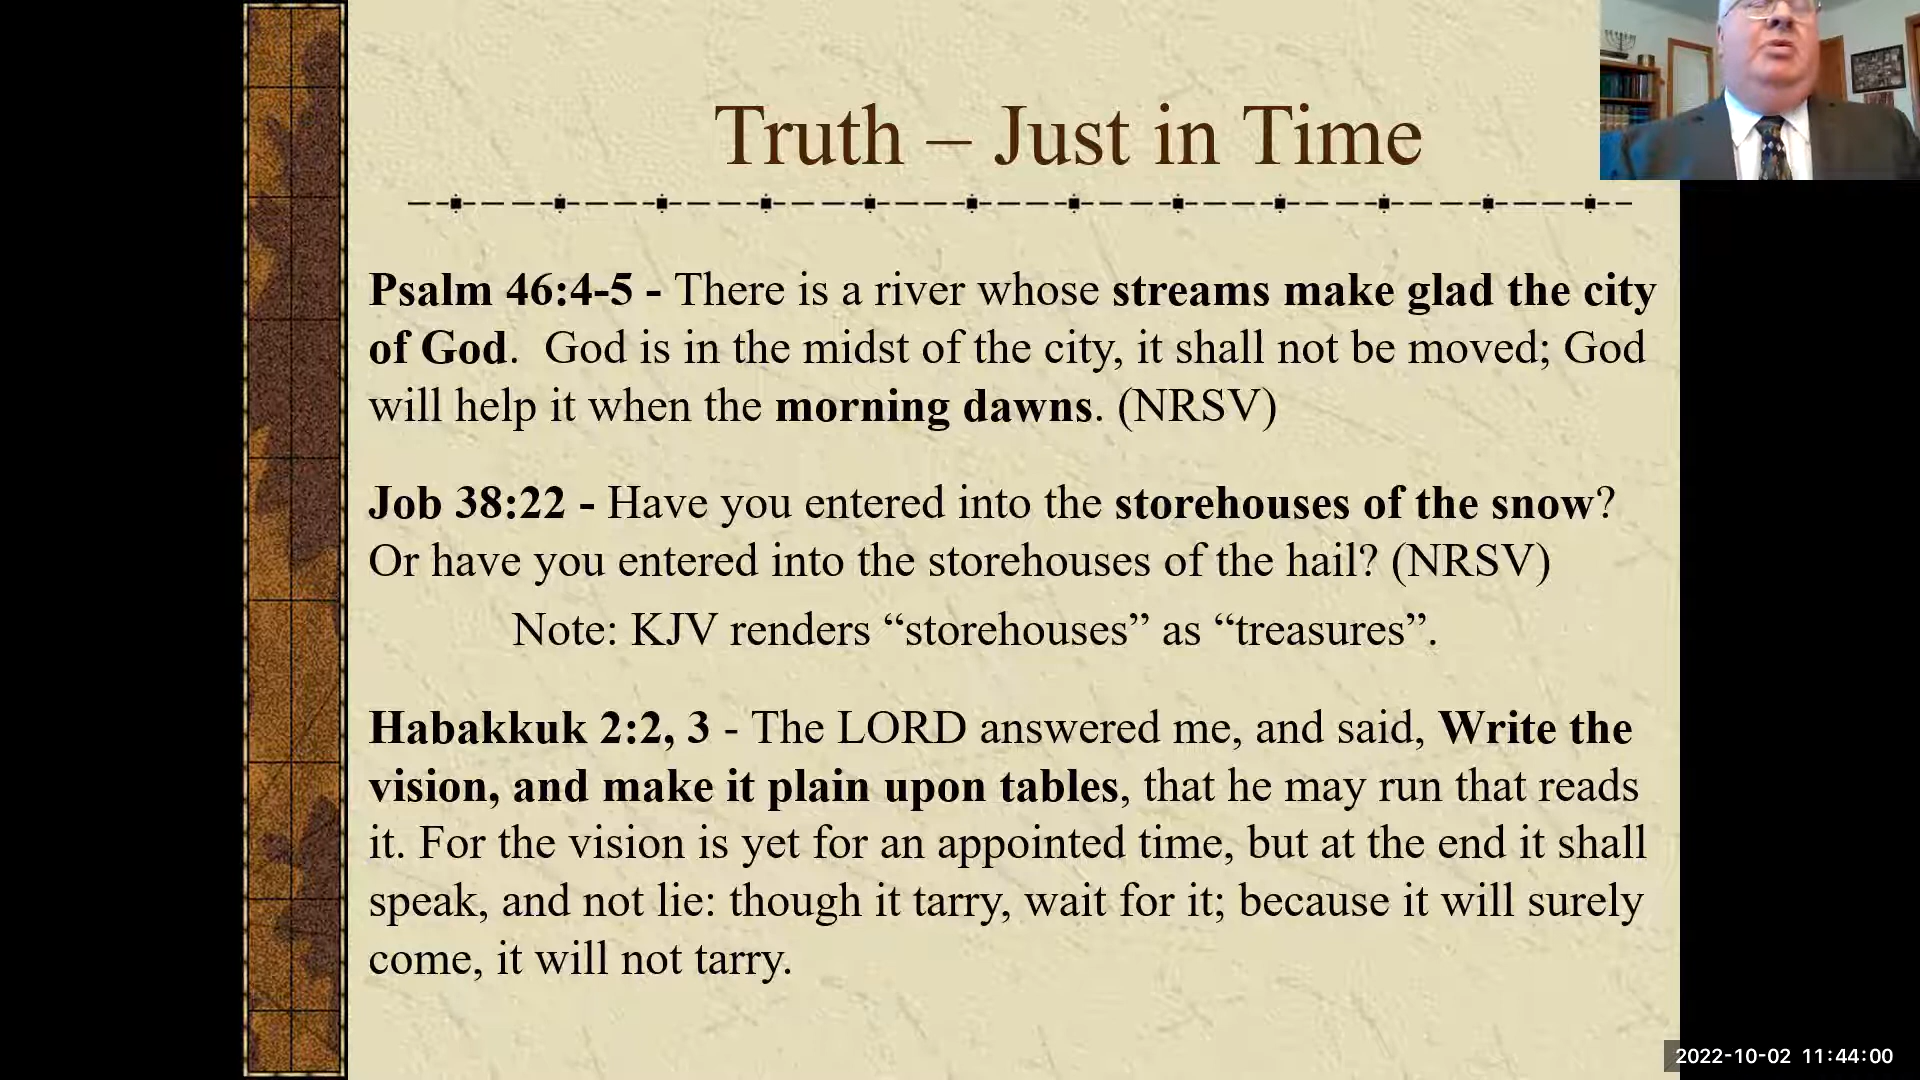 Truth – Just in Time
Psalm 46:4-5 - There is a river whose streams make glad the city
of God.  God is in the midst of the city, it shall not be moved; God
will help it when the morning dawns. (NRSV)
Job 38:22 - Have you entered into the storehouses of the snow?
Or have you entered into the storehouses of the hail? (NRSV)
Note: KJV renders “storehouses” as “treasures”.
Habakkuk 2:2, 3 - The LORD answered me, and said, Write the
vision, and make it plain upon tables, that he may run that reads
it. For the vision is yet for an appointed time, but at the end it shall
speak, and not lie: though it tarry, wait for it; because it will surely
come, it will not tarry.
2022-10-02 11:44:00